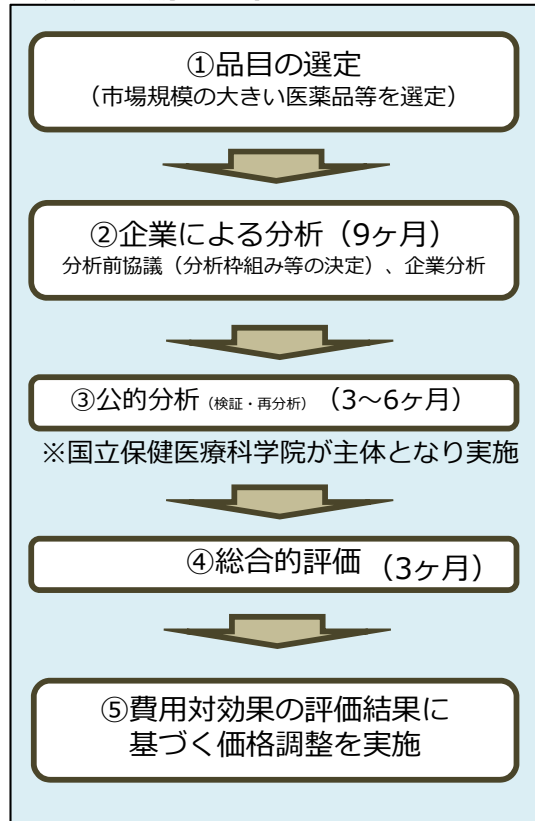 ①品目の選定
（市場規模の大きい医薬品等を選定）
②企業による分析（9ヶ月）
分析前協議（分析枠組み等の決定）、企業分析
③公的分析（検証・再分析）（3～6ヶ月）
※国立保健医療科学院が主体となり実施
④総合的評価（3ヶ月）
⑤費用対効果の評価結果に
基づく価格調整を実施